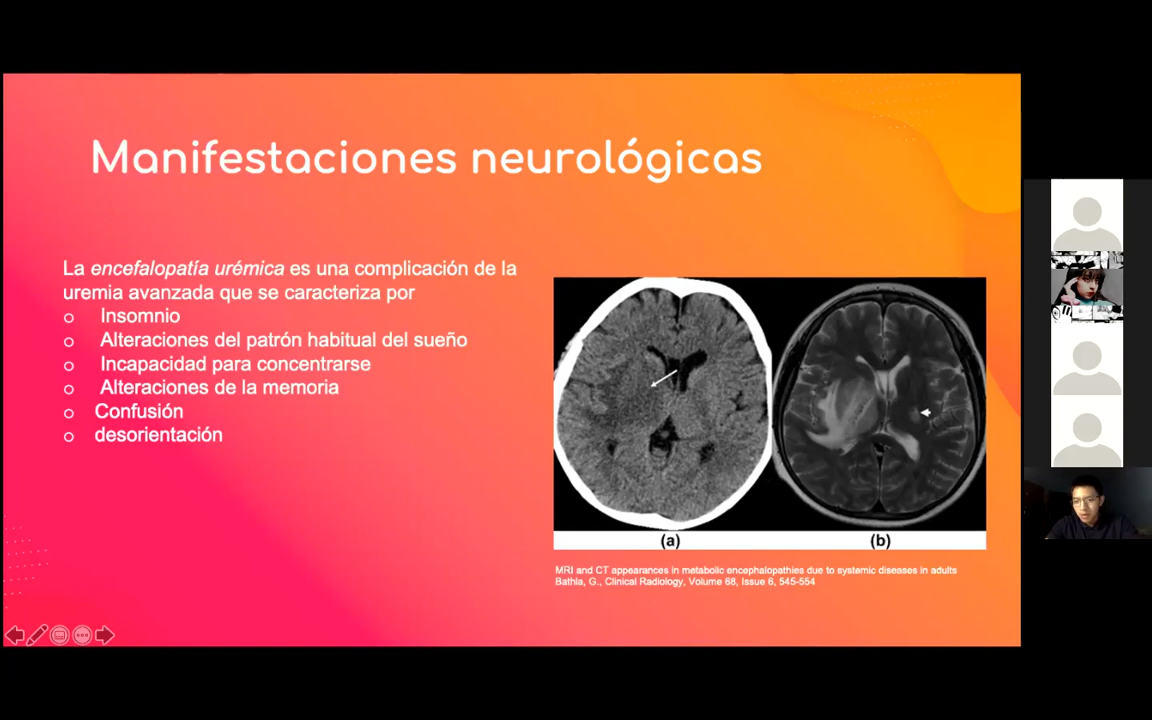 Manifestaciones neurológicas
La encefalopatía urémica es una complicación de la
uremia avanzada que se caracteriza por
o Insomnio
o Alteraciones del patrón habitual del sueño
o Incapacidad para concentrarse
o Alteraciones de la memoria
o Confusión
o desorientación
(a) (b)
MRI and CT appearances in metabolic encephalopathies due to systemic diseases in adults
Bathla, G., Clinical Radiology, Volume 68, Issue 6, 545-554